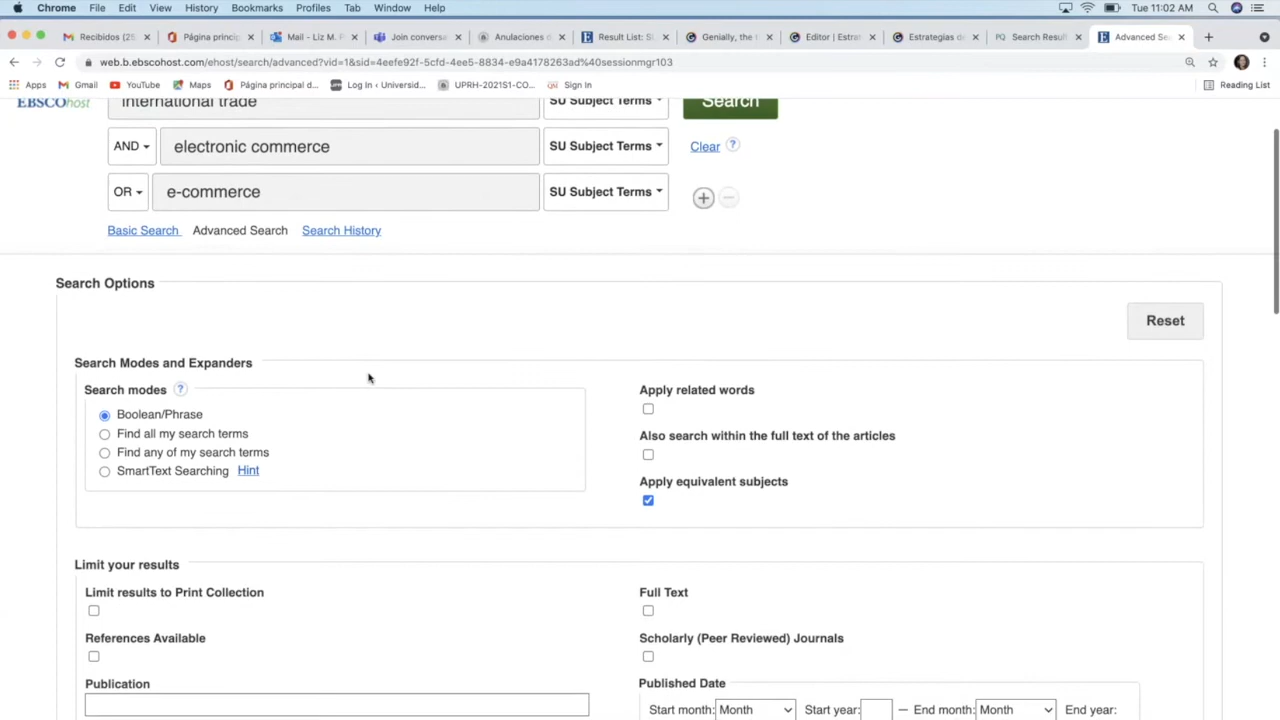 Chrome File Edit View History Bookmarks Profiles Tab Window Help Tue 11:02 AM
Recibidos (25 Página princip Mail - Liz M. Join conversa Anulaciones d Result List: SU Genially, the Editor | Estrat Estrategias de PQ Search Result Advanced Sea
web.b.ebscohost.com/ehost/search/advanced?vid=1&sid=4eefe92f-5cfd-4ee5-8834-e9a4178263ad%40sessionmgr103
Apps Gmail YouTube Maps Página principal d... Log In ‹ Universid... UPRH-2021S1-CO... Sign In Reading List
EBSCOhost international trade SU Subject Terms Search
AND electronic commerce SU Subject Terms Clear ?
OR e-commerce SU Subject Terms
Basic Search Advanced Search Search History
Search Options
Reset
Search Modes and Expanders
Search modes ? Apply related words
Boolean/Phrase
Find all my search terms Also search within the full text of the articles
Find any of my search terms
SmartText Searching Hint Apply equivalent subjects
Limit your results
Limit results to Print Collection Full Text
References Available Scholarly (Peer Reviewed) Journals
Publication Published Date
Start month: Month Start year: — End month: Month End year: